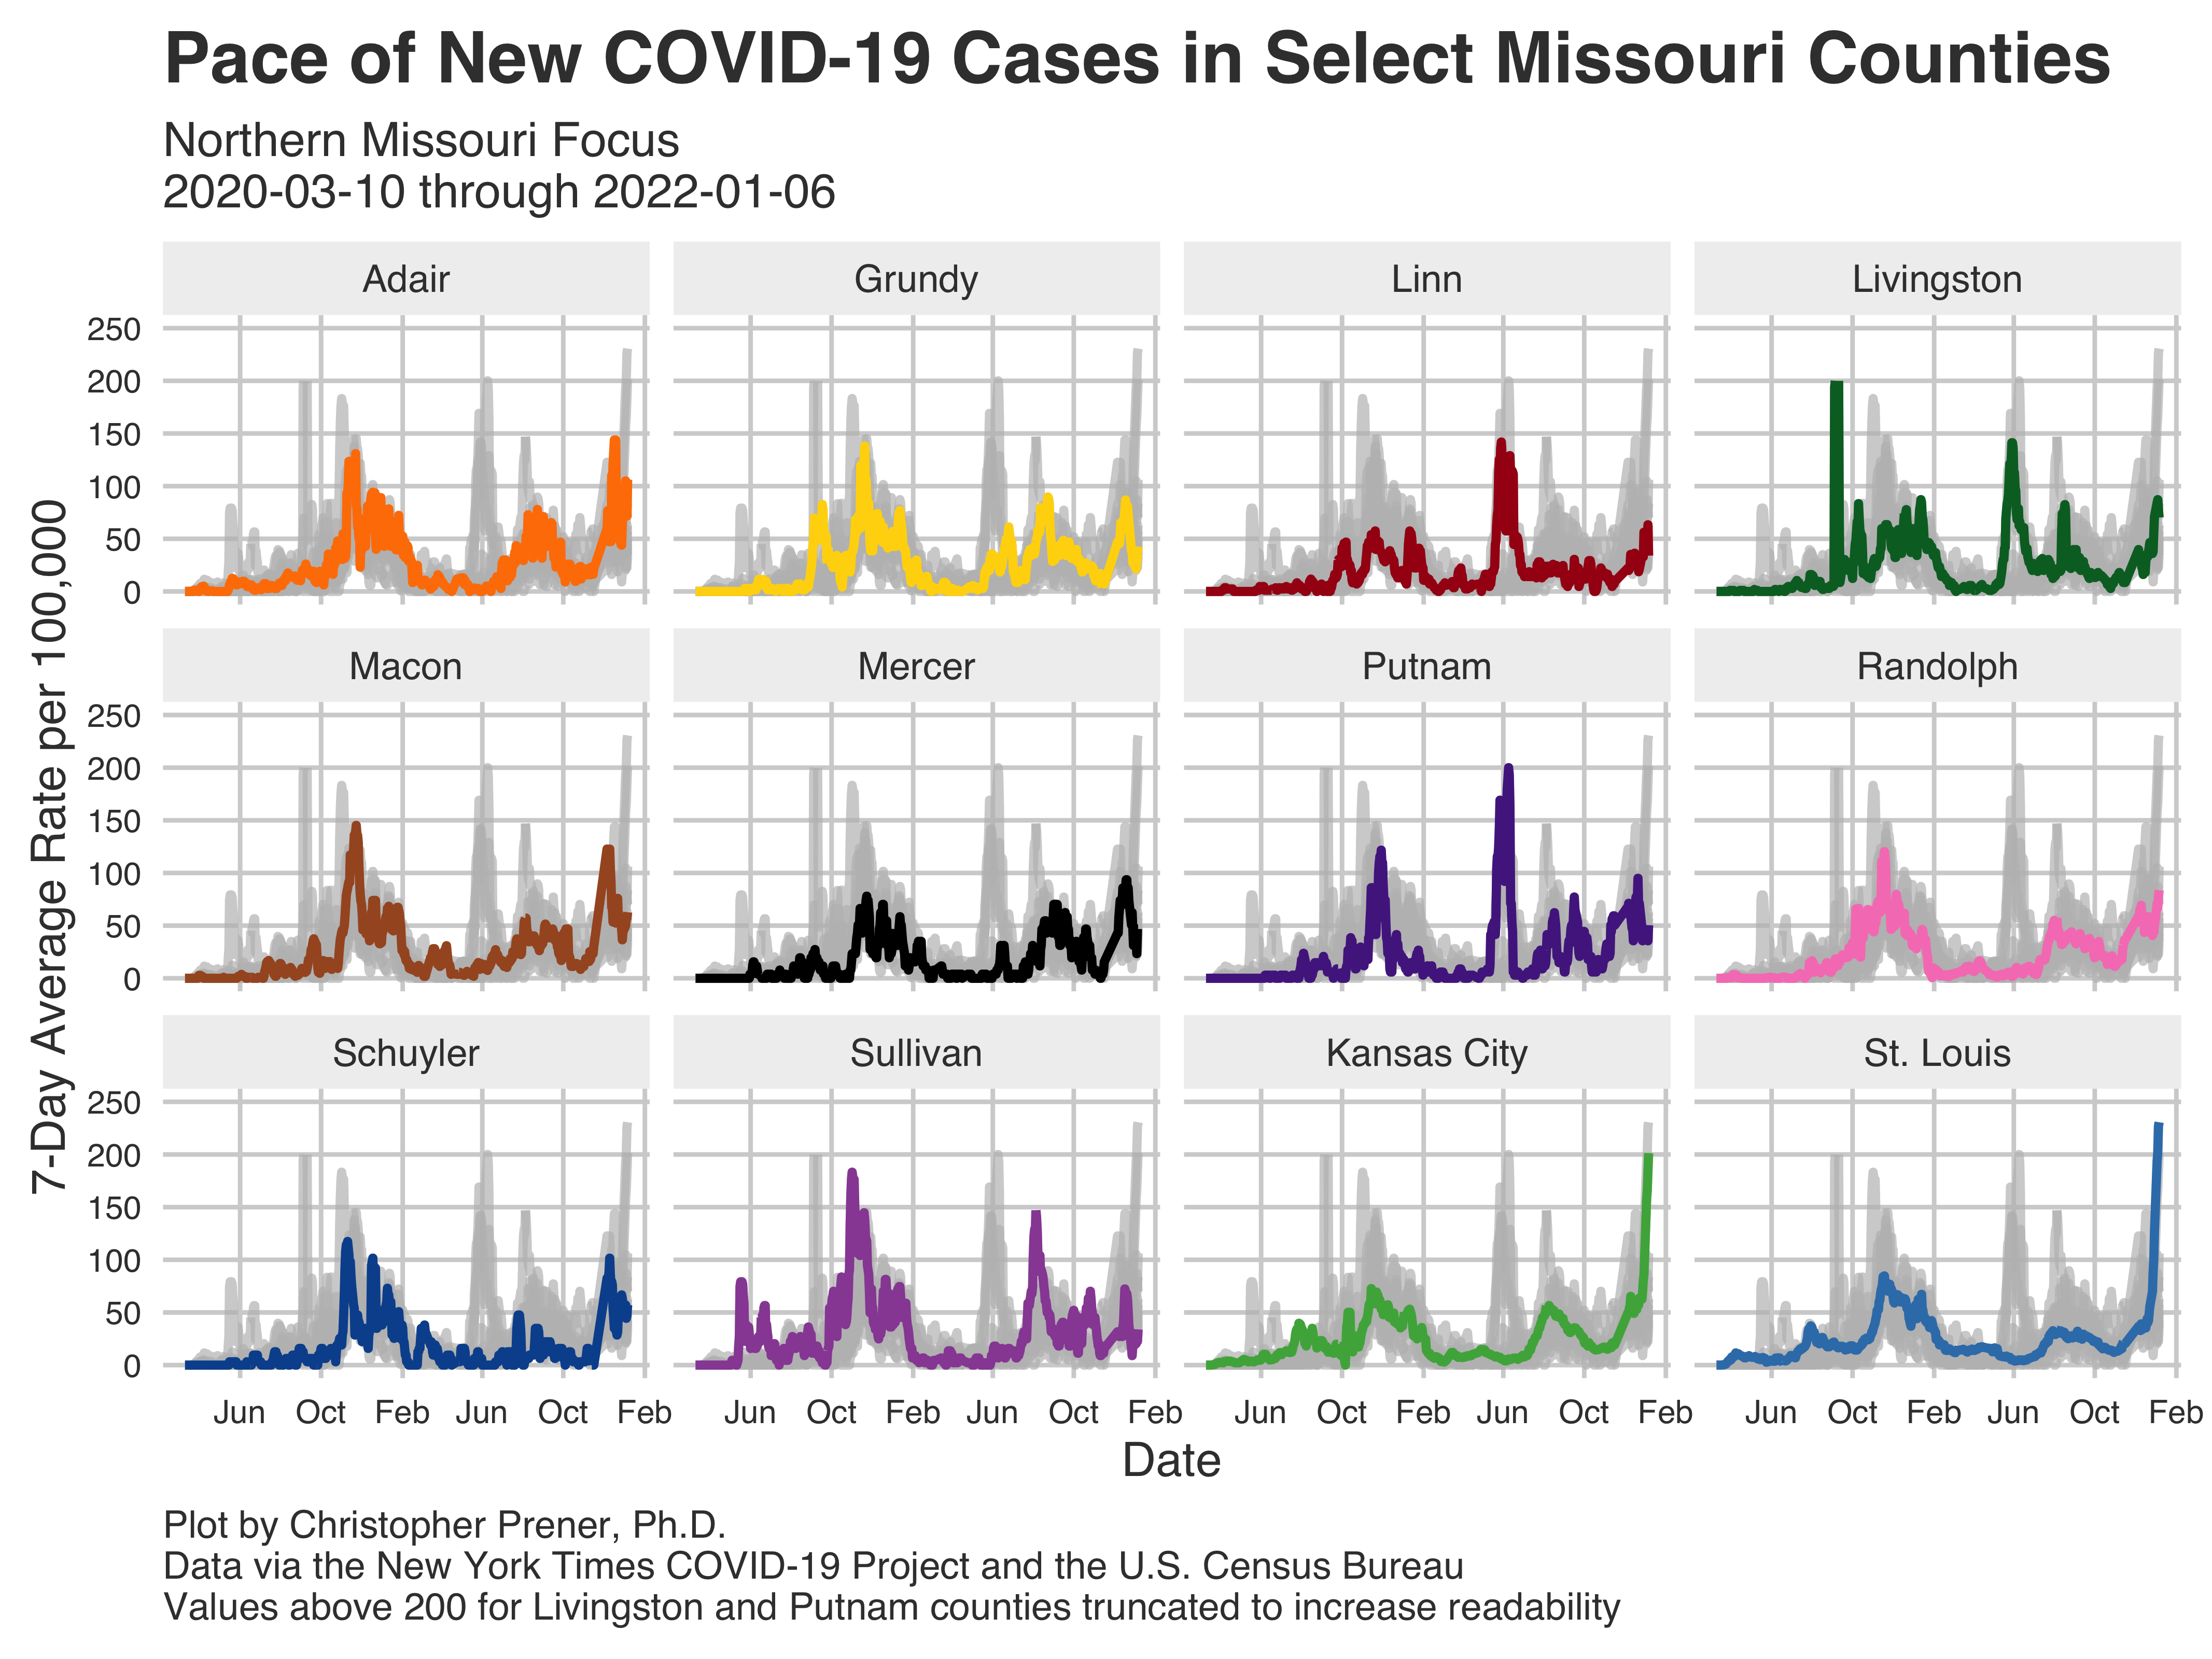 Pace of New COVID-19 Cases in Select Missouri Counties
Northern Missouri Focus
2020-03-10 through 2022-01-06
Adair
Grundy
Linn
Livingston
250
200
150
100
50
0
Macon
Mercer
Putnam
Randolph
250
200
150
100
50
0
Schuyler
Sullivan
Kansas City
St. Louis
250
200
150
100
50
0
7-Day Average Rate per 100,000
Jun Oct Feb Jun Oct Feb
Jun Oct Feb Jun Oct Feb
Jun Oct Feb Jun Oct Feb
Jun Oct Feb Jun Oct Feb
Date
Plot by Christopher Prener, Ph.D.
Data via the New York Times COVID-19 Project and the U.S. Census Bureau
Values above 200 for Livingston and Putnam counties truncated to increase readability